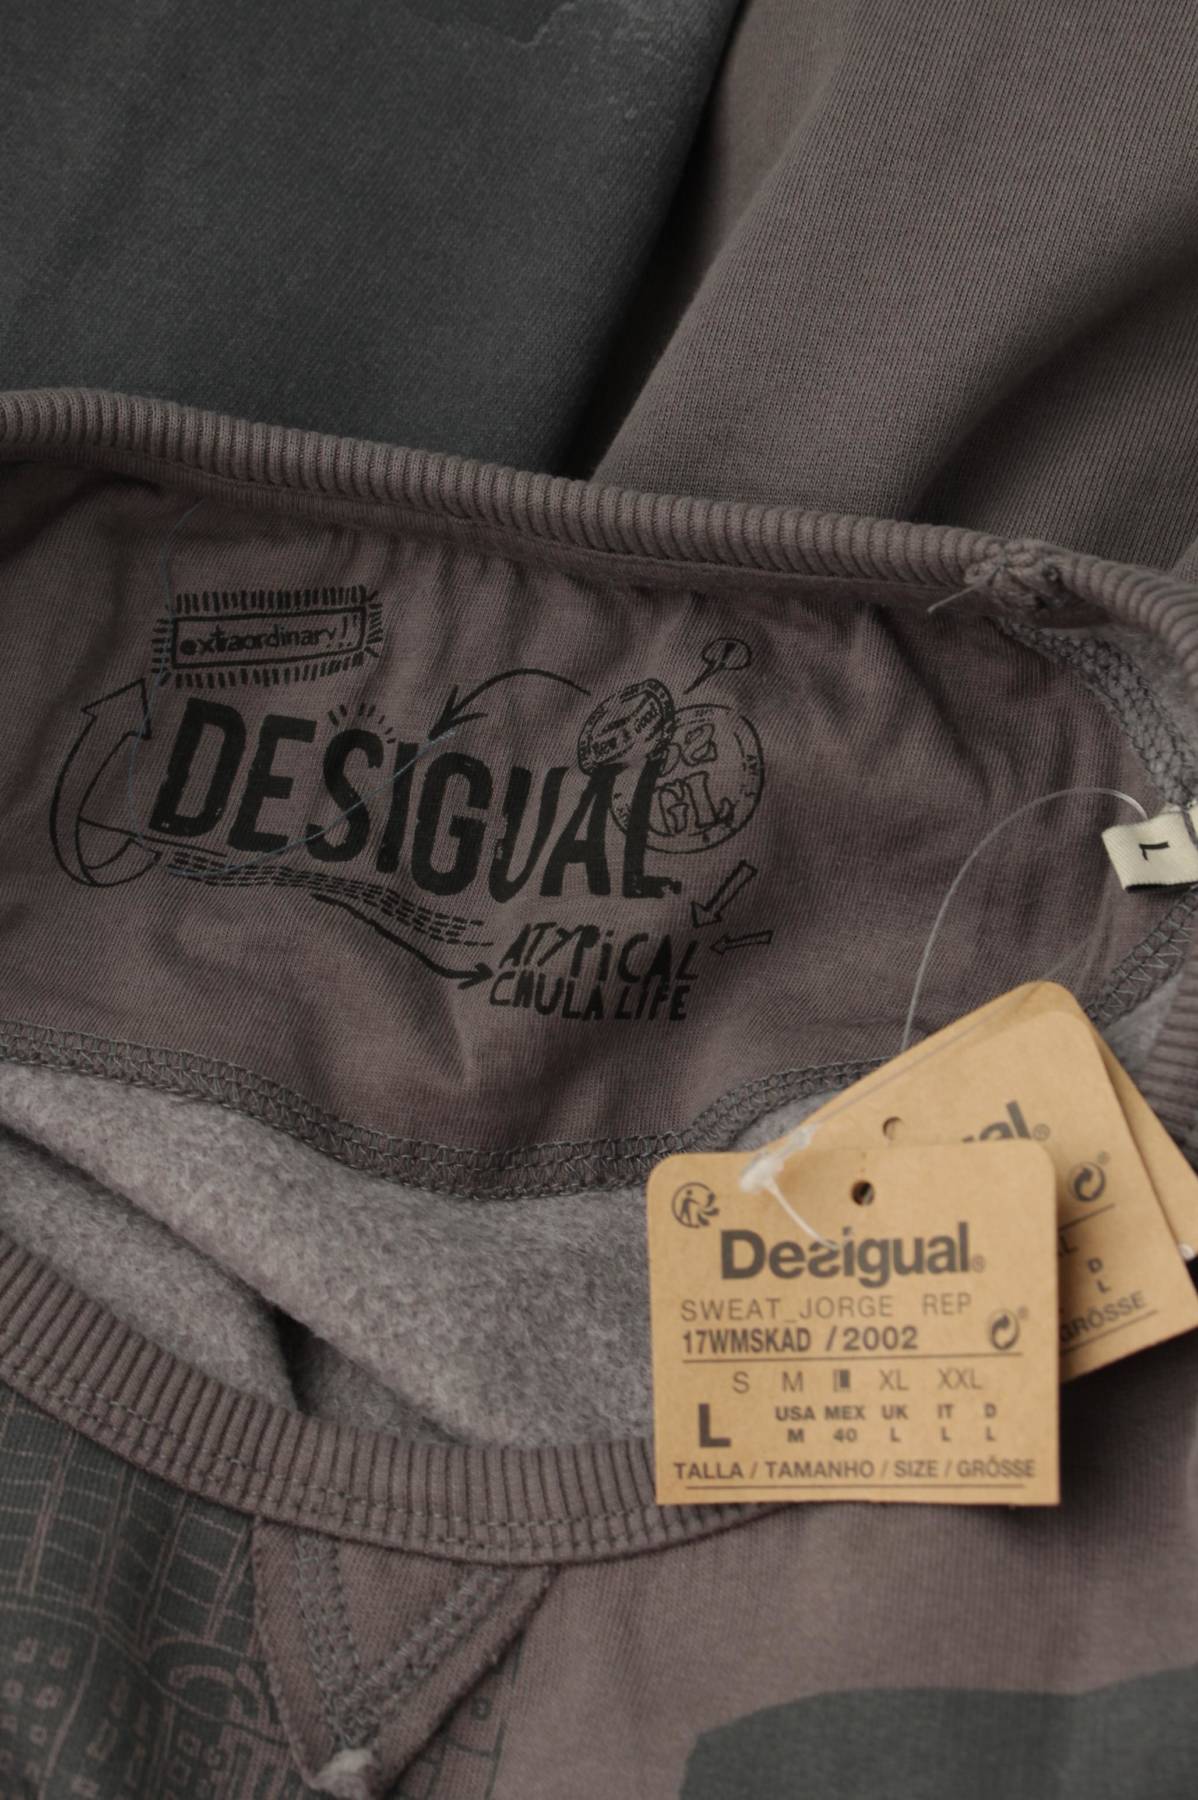 extraordinary!!
DESIGUAL
ATYPiCAL
CHULA LIFE
L
Desigual®
SWEAT_JORGE REP
17WMSKAD /2002
S M L XL XXL
L
USA MEX UK IT D
M 40 L L L
TALLA / TAMANHO / SIZE / GRÖSSE
ual®
L
D
L
GRÖSSE